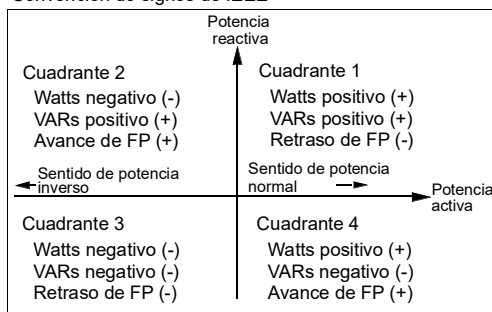 Convención de signos de IEEE
Potencia
reactiva
Cuadrante 2
Watts negativo (-)
VARs positivo (+)
Avance de FP (+)
Cuadrante 1
Watts positivo (+)
VARs positivo (+)
Retraso de FP (-)
Sentido de potencia
inverso
Sentido de potencia
normal
Potencia
activa
Cuadrante 3
Watts negativo (-)
VARs negativo (-)
Retraso de FP (-)
Cuadrante 4
Watts positivo (+)
VARs negativo (-)
Avance de FP (+)